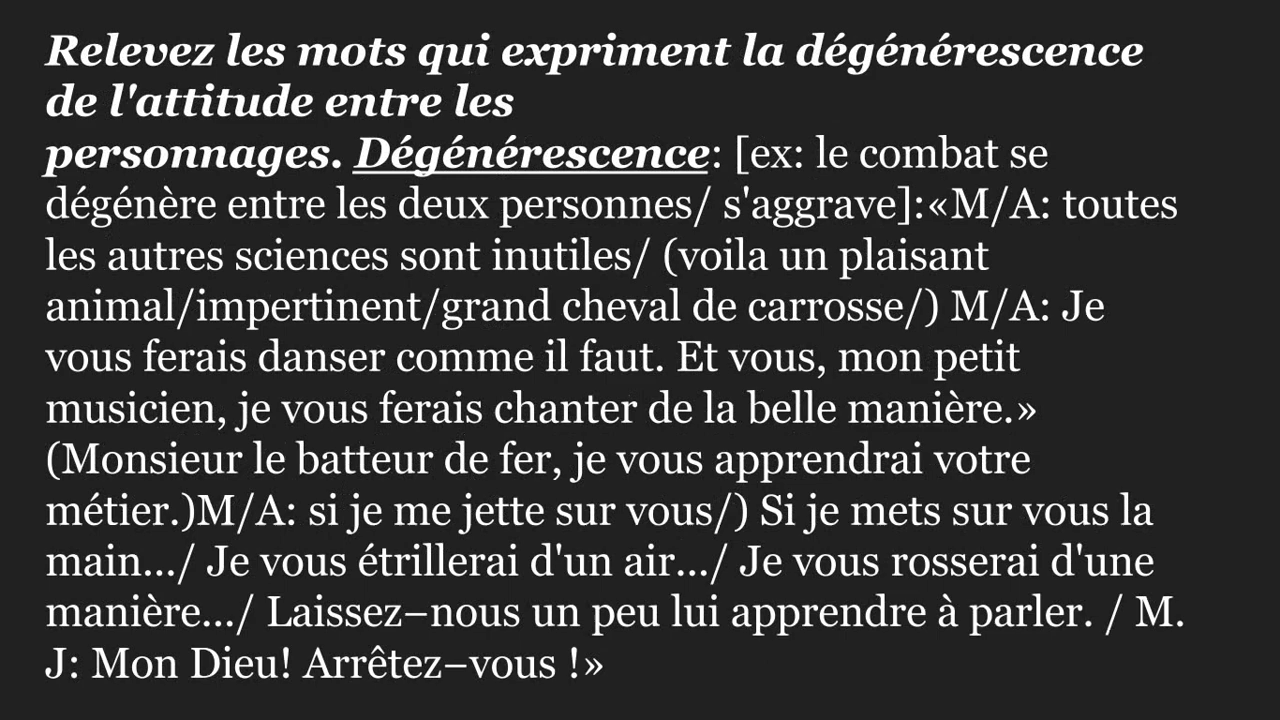 Relevez les mots qui expriment la dégénérescence
de l'attitude entre les
personnages. Dégénérescence: [ex: le combat se
dégénère entre les deux personnes/ s'aggrave]:«M/A: toutes
les autres sciences sont inutiles/ (voila un plaisant
animal/impertinent/grand cheval de carrosse/) M/A: Je
vous ferais danser comme il faut. Et vous, mon petit
musicien, je vous ferais chanter de la belle manière.»
(Monsieur le batteur de fer, je vous apprendrai votre
métier.)M/A: si je me jette sur vous/) Si je mets sur vous la
main.../ Je vous étrillerai d'un air.../ Je vous rosserai d'une
manière.../ Laissez–nous un peu lui apprendre à parler. / M.
J: Mon Dieu! Arrêtez–vous !»